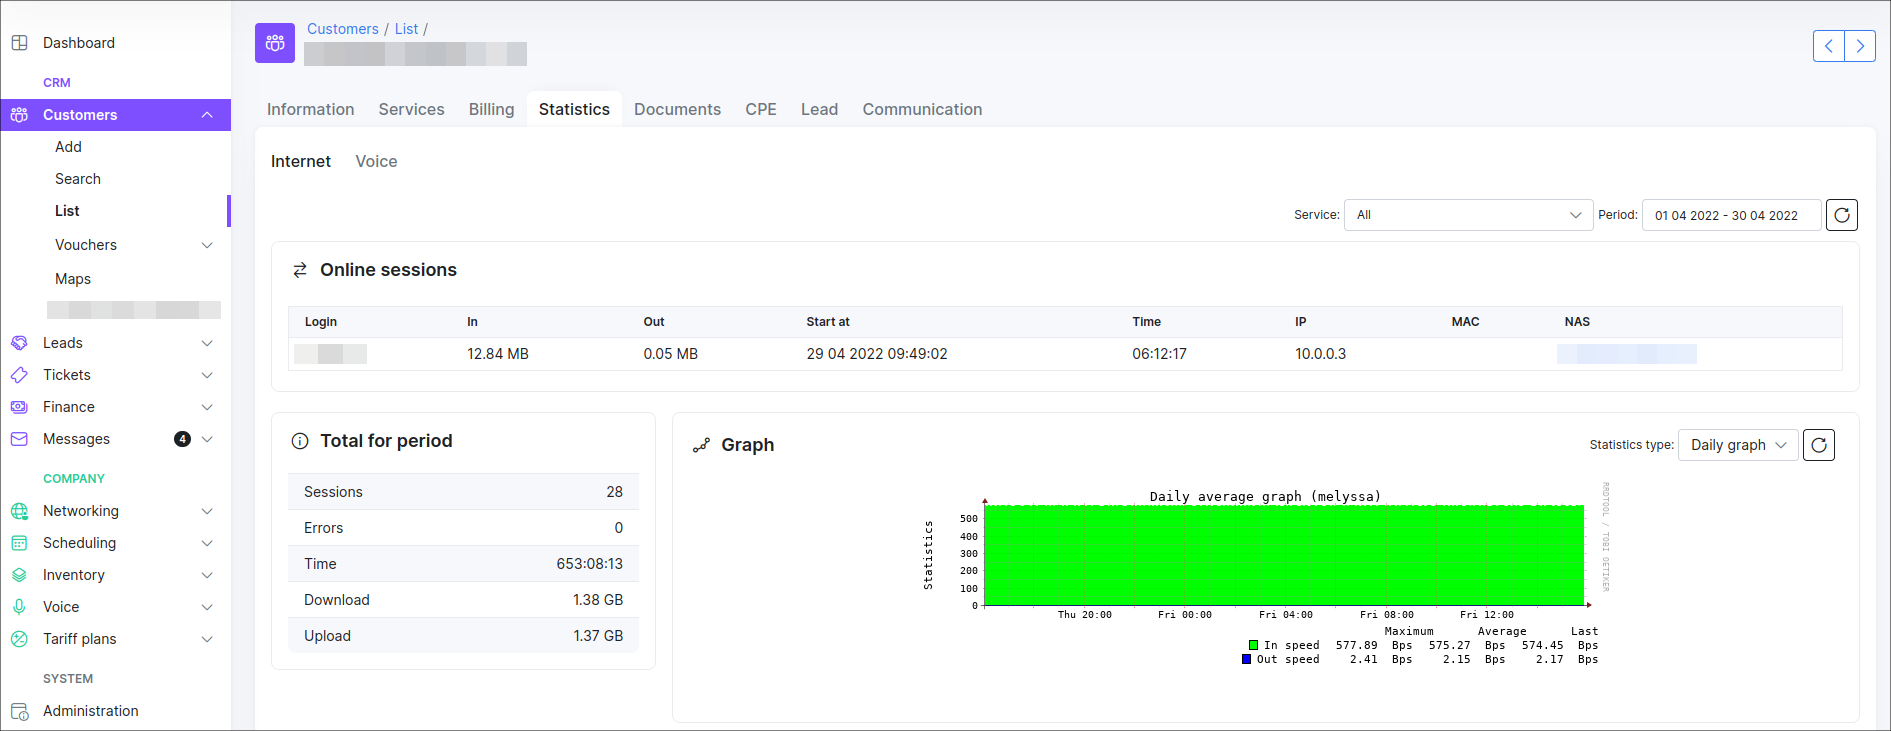 Dashboard
CRM
Customers
Add
Search
List
Vouchers
Maps
Leads
Tickets
Finance
Messages 4
COMPANY
Networking
Scheduling
Inventory
Voice
Tariff plans
SYSTEM
Administration
Customers / List /
Information Services Billing Statistics Documents CPE Lead Communication
Internet Voice
Service: All Period: 01 04 2022 - 30 04 2022
Online sessions
Login In Out Start at Time IP MAC NAS
12.84 MB 0.05 MB 29 04 2022 09:49:02 06:12:17 10.0.0.3
Total for period
Sessions 28
Errors 0
Time 653:08:13
Download 1.38 GB
Upload 1.37 GB
Graph
Statistics type: Daily graph
Daily average graph (melyssa)
RRDTOOL / TOBI OETIKER
Statistics
500
400
300
200
100
0
Thu 20:00 Fri 00:00 Fri 04:00 Fri 08:00 Fri 12:00
Maximum Average Last
In speed 577.89 Bps 575.27 Bps 574.45 Bps
Out speed 2.41 Bps 2.15 Bps 2.17 Bps